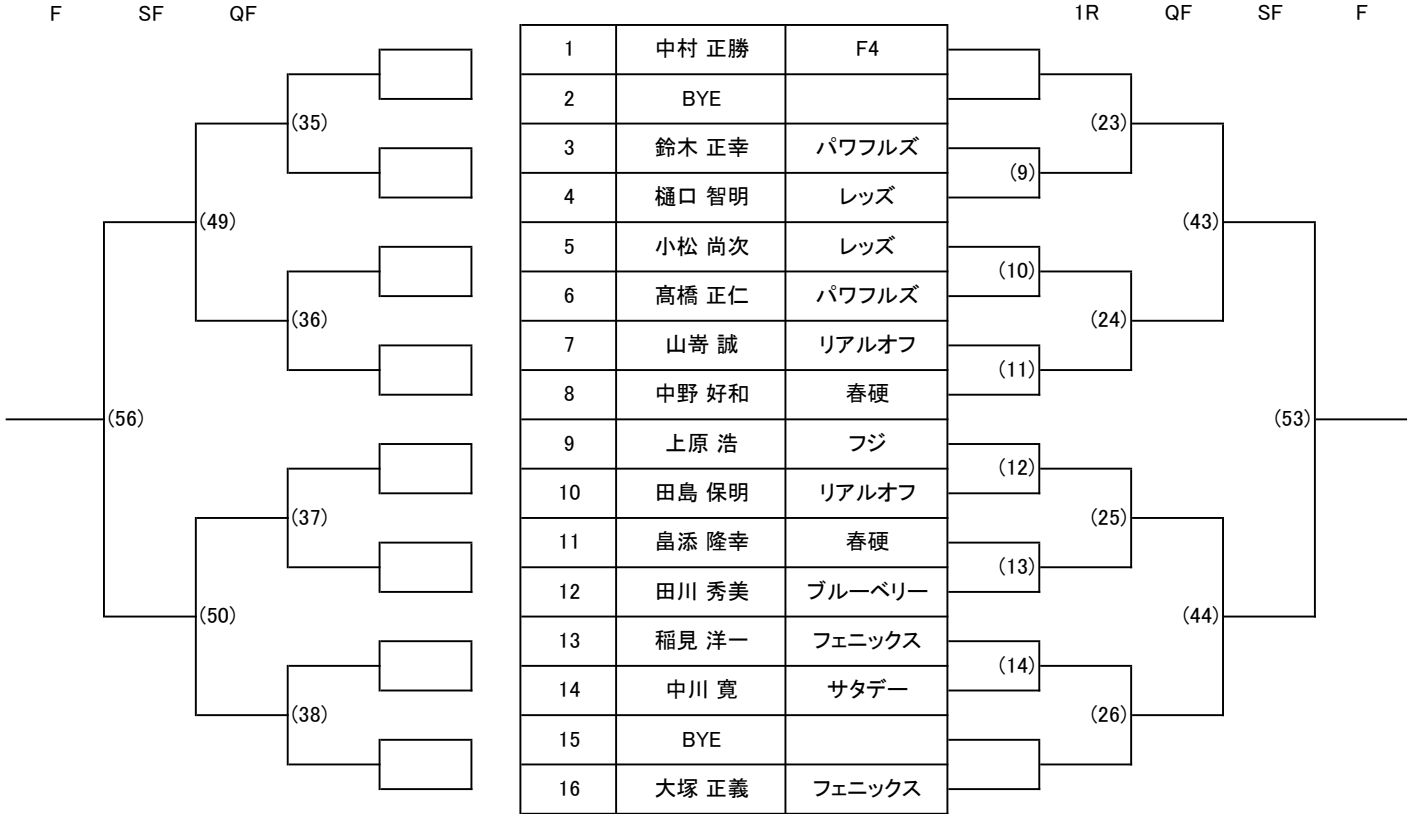 F SF QF 1R QF SF F
1 中村 正勝 F4
2 BYE
(35) (23)
3 鈴木 正幸 パワフルズ
(9)
4 樋口 智明 レッズ
(49) (43)
5 小松 尚次 レッズ
(10)
6 髙橋 正仁 パワフルズ
(36) (24)
7 山嵜 誠 リアルオフ
(11)
8 中野 好和 春硬
(56) (53)
9 上原 浩 フジ
(12)
10 田島 保明 リアルオフ
(37) (25)
11 畠添 隆幸 春硬
(13)
12 田川 秀美 ブルーベリー
(50) (44)
13 稲見 洋一 フェニックス
(14)
14 中川 寛 サタデー
(38) (26)
15 BYE
16 大塚 正義 フェニックス